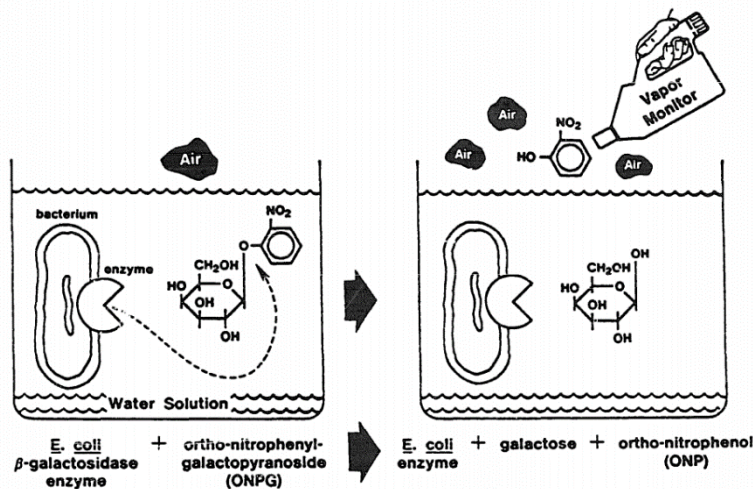 Air
bacterium
enzyme
NO₂
O
CH₂OH
O
HO
OH
OH
Water Solution
E. coli + ortho-nitrophenyl-
β-galactosidase galactopyranoside
enzyme (ONPG)
Vapor
Monitor
Air
Air
Air
NO₂
HO
OH
CH₂OH
O
HO
OH
OH
E. coli + galactose + ortho-nitrophenol
enzyme (ONP)